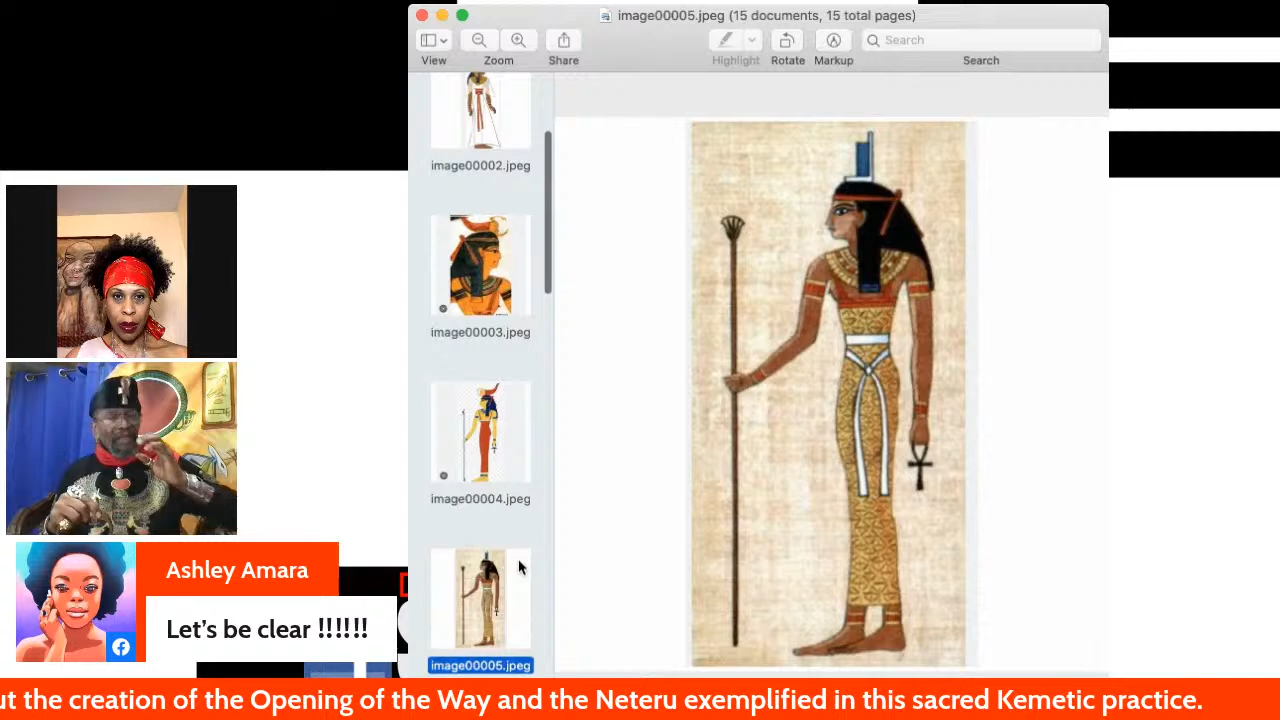 image00005.jpeg (15 documents, 15 total pages)
Search
View
Zoom
Share
Highlight
Rotate
Markup
Search
image00002.jpeg
image00003.jpeg
image00004.jpeg
image00005.jpeg
Ashley Amara
Let's be clear !!!!!!
ut the creation of the Opening of the Way and the Neteru exemplified in this sacred Kemetic practice.